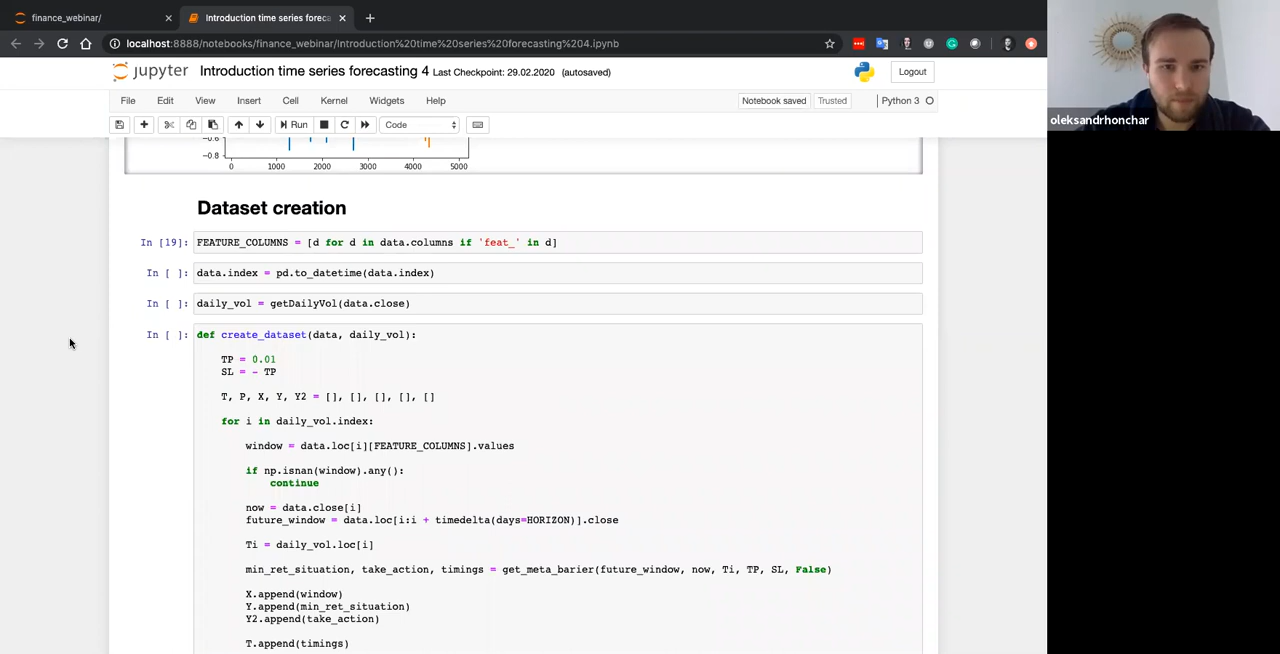 finance_webinar/
Introduction time series foreca
localhost:8888/notebooks/finance_webinar/Introduction%20time%20series%20forecasting%204.ipynb
jupyter Introduction time series forecasting 4 Last Checkpoint: 29.02.2020 (autosaved)
Logout
File Edit View Insert Cell Kernel Widgets Help
Notebook saved Trusted Python 3
Run Code
oleksandrhonchar
−0.6
−0.8
0 1000 2000 3000 4000 5000
Dataset creation
In [19]: FEATURE_COLUMNS = [d for d in data.columns if 'feat_' in d]
In [ ]: data.index = pd.to_datetime(data.index)
In [ ]: daily_vol = getDailyVol(data.close)
In [ ]: def create_dataset(data, daily_vol):
TP = 0.01
SL = - TP
T, P, X, Y, Y2 = [], [], [], [], []
for i in daily_vol.index:
window = data.loc[i][FEATURE_COLUMNS].values
if np.isnan(window).any():
continue
now = data.close[i]
future_window = data.loc[i:i + timedelta(days=HORIZON)].close
Ti = daily_vol.loc[i]
min_ret_situation, take_action, timings = get_meta_barier(future_window, now, Ti, TP, SL, False)
X.append(window)
Y.append(min_ret_situation)
Y2.append(take_action)
T.append(timings)